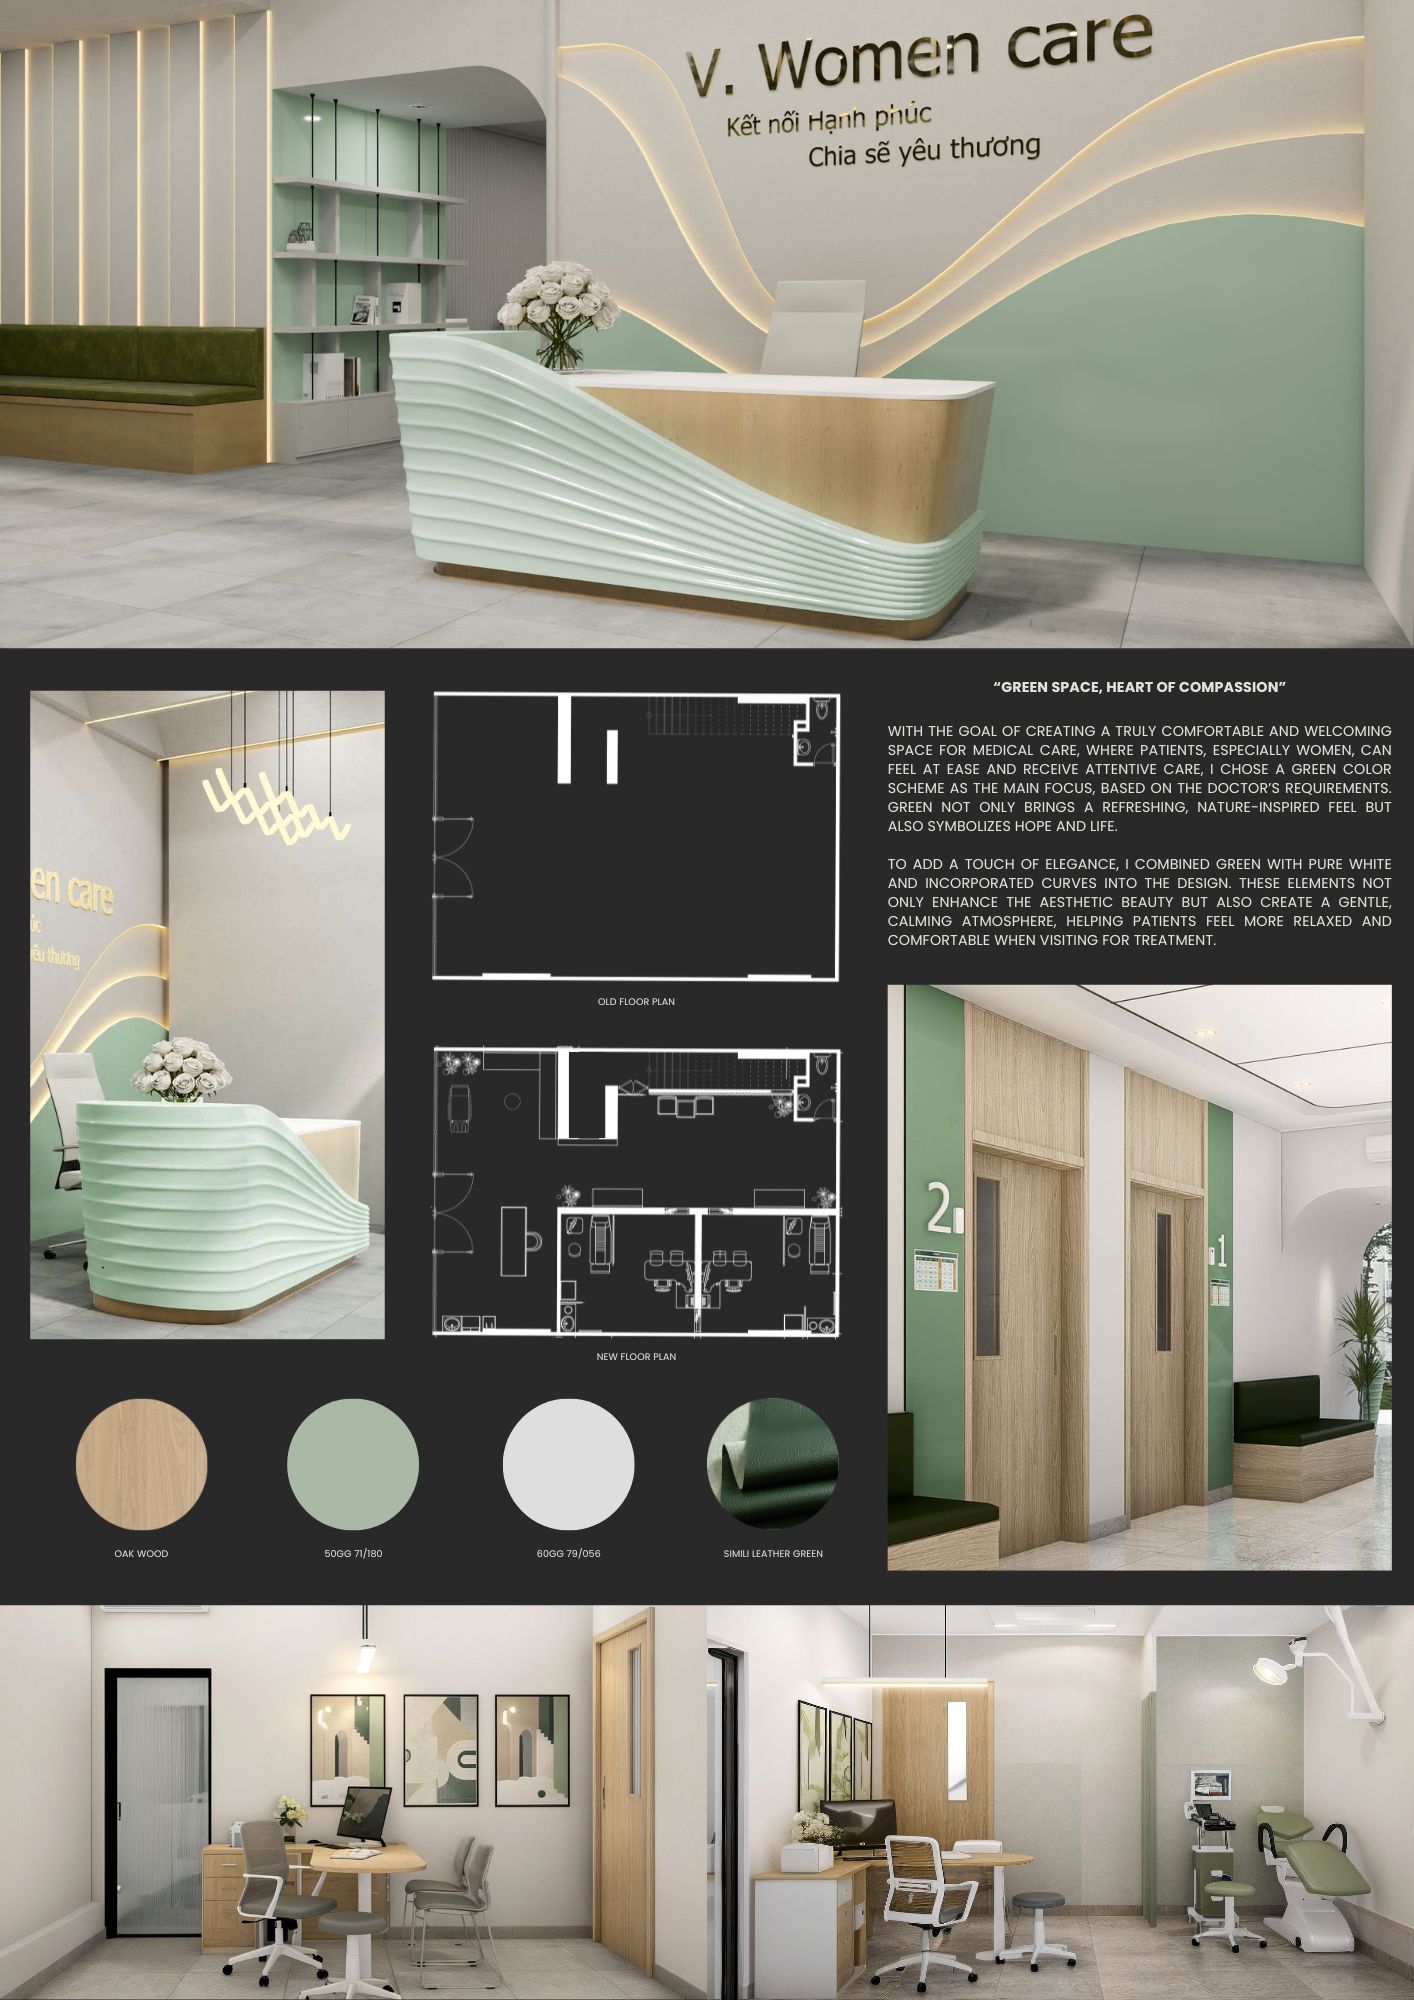 V. Women care
Kết nối Hạnh phúc
Chia sẽ yêu thương
“GREEN SPACE, HEART OF COMPASSION”
WITH THE GOAL OF CREATING A TRULY COMFORTABLE AND WELCOMING
SPACE FOR MEDICAL CARE, WHERE PATIENTS, ESPECIALLY WOMEN, CAN
FEEL AT EASE AND RECEIVE ATTENTIVE CARE, I CHOSE A GREEN COLOR
SCHEME AS THE MAIN FOCUS, BASED ON THE DOCTOR’S REQUIREMENTS.
GREEN NOT ONLY BRINGS A REFRESHING, NATURE-INSPIRED FEEL BUT
ALSO SYMBOLIZES HOPE AND LIFE.
TO ADD A TOUCH OF ELEGANCE, I COMBINED GREEN WITH PURE WHITE
AND INCORPORATED CURVES INTO THE DESIGN. THESE ELEMENTS NOT
ONLY ENHANCE THE AESTHETIC BEAUTY BUT ALSO CREATE A GENTLE,
CALMING ATMOSPHERE, HELPING PATIENTS FEEL MORE RELAXED AND
COMFORTABLE WHEN VISITING FOR TREATMENT.
en care
úc
yêu thương
OLD FLOOR PLAN
NEW FLOOR PLAN
2
1
OAK WOOD
50GG 71/180
60GG 79/056
SIMILI LEATHER GREEN